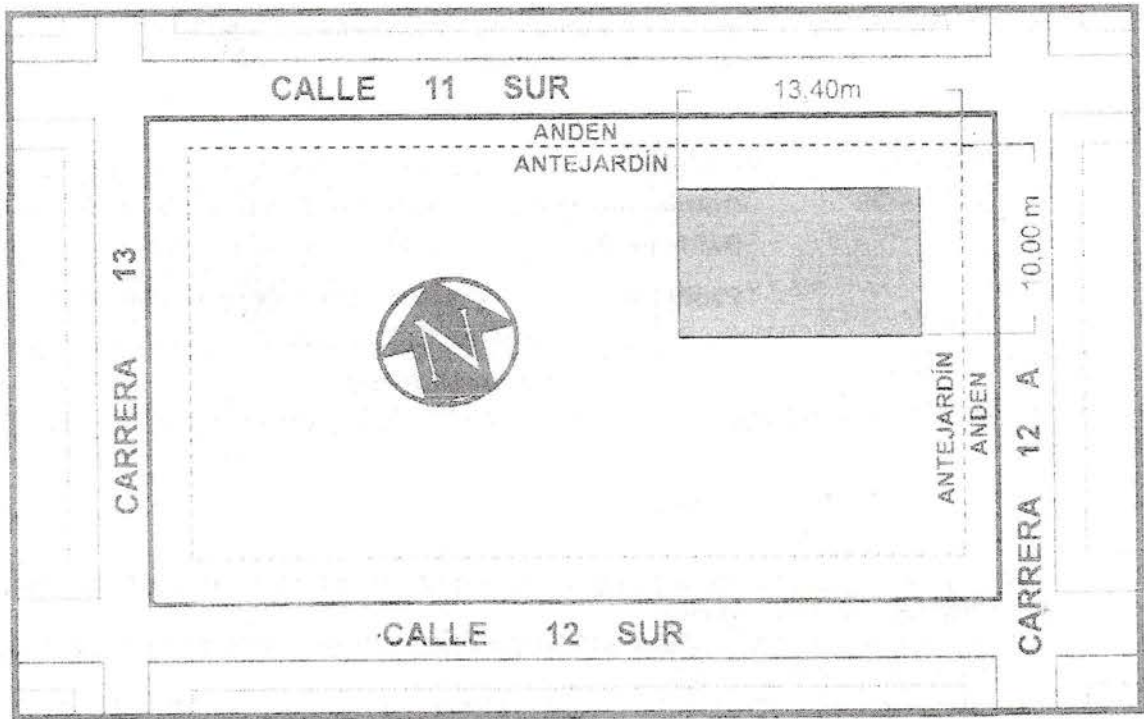 CALLE 11 SUR
13,40m
ANDEN
ANTEJARDÍN
10,00 m
CARRERA 13
N
ANTEJARDÍN
ANDEN
CARRERA 12 A
CALLE 12 SUR